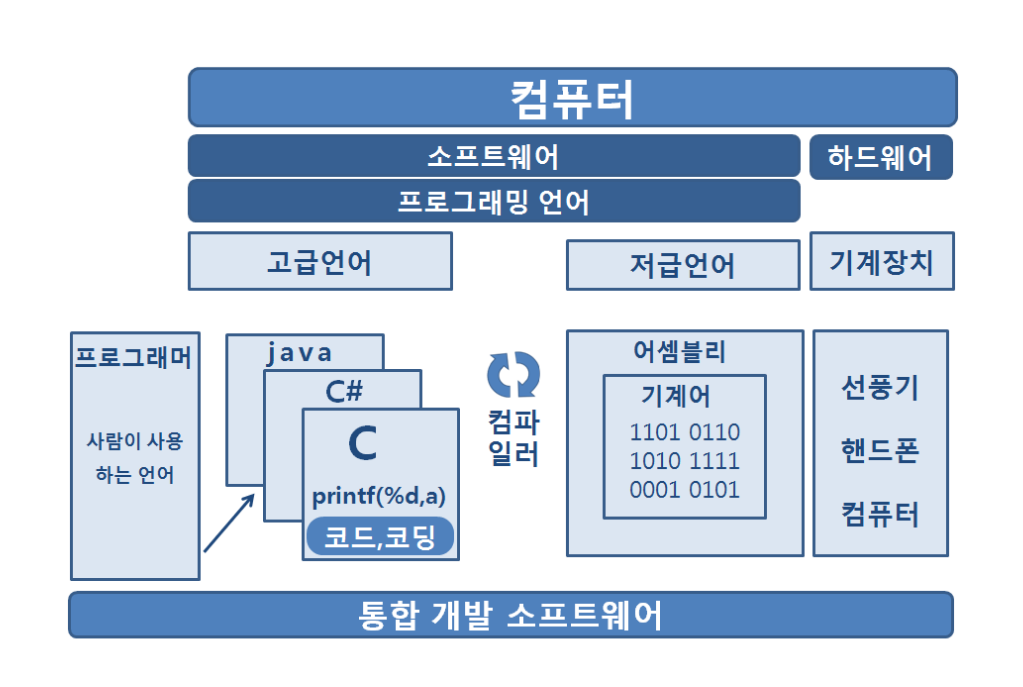 컴퓨터
소프트웨어
하드웨어
프로그래밍 언어
고급언어
저급언어
기계장치
프로그래머
사람이 사용
하는 언어
java
C#
C
printf(%d,a)
코드,코딩
컴파
일러
어셈블리
기계어
1101 0110
1010 1111
0001 0101
선풍기
핸드폰
컴퓨터
통합 개발 소프트웨어